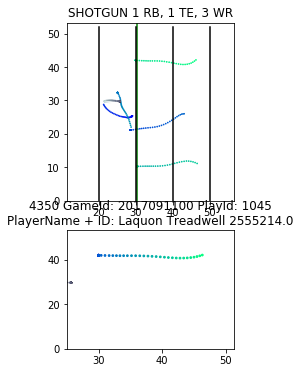 SHOTGUN 1 RB, 1 TE, 3 WR
50
40
30
20
10
0
20 30 40 50
4350 GameId: 2017091100 PlayId: 1045
PlayerName + ID: Laquon Treadwell 2555214.0
40
20
0
30 40 50